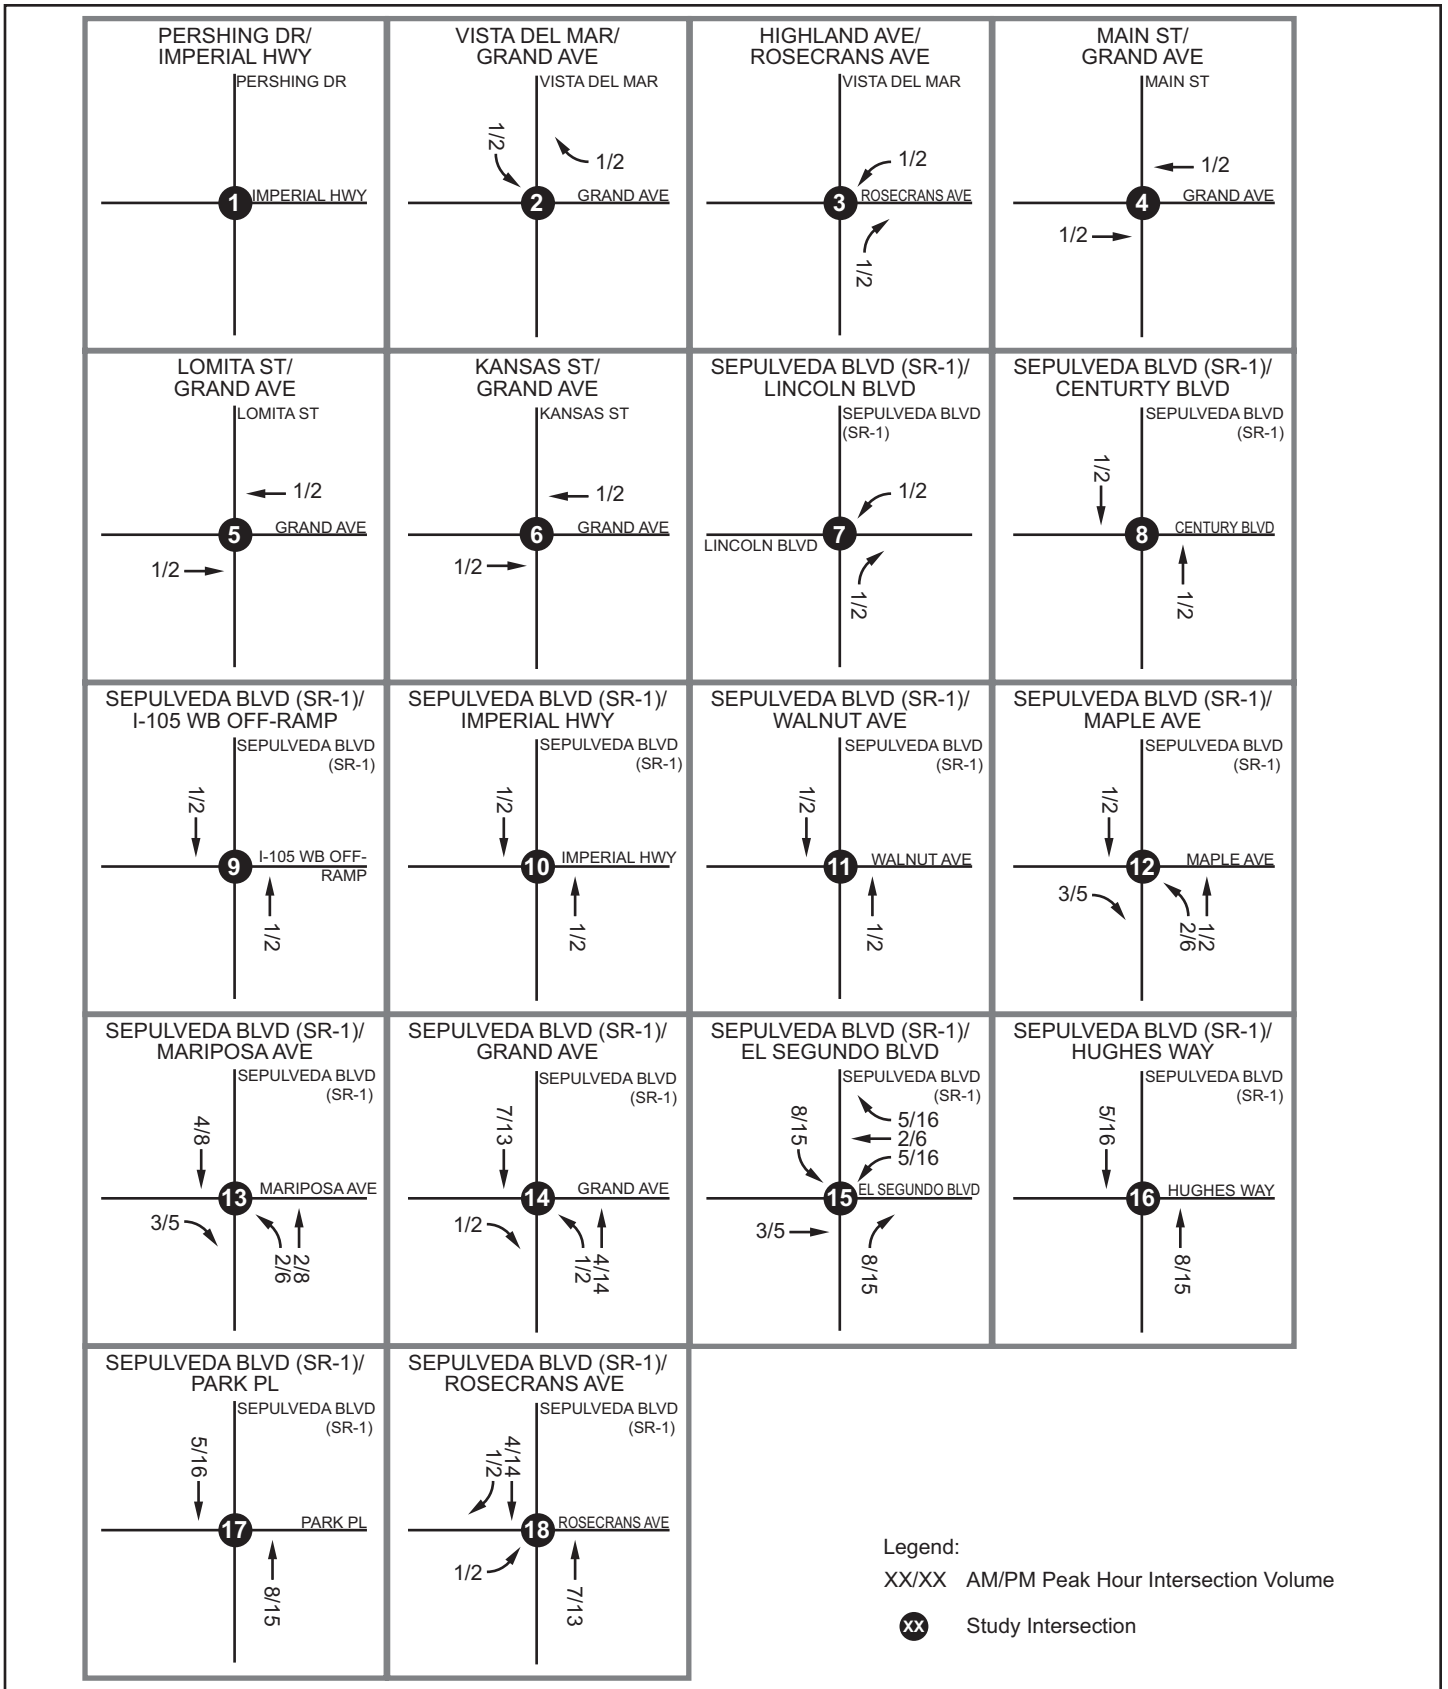 PERSHING DR/
IMPERIAL HWY
PERSHING DR
IMPERIAL HWY
1
VISTA DEL MAR/
GRAND AVE
VISTA DEL MAR
1/2
1/2
GRAND AVE
2
HIGHLAND AVE/
ROSECRANS AVE
VISTA DEL MAR
1/2
ROSECRANS AVE
3
1/2
MAIN ST/
GRAND AVE
MAIN ST
1/2
GRAND AVE
4
1/2
LOMITA ST/
GRAND AVE
LOMITA ST
1/2
GRAND AVE
5
1/2
KANSAS ST/
GRAND AVE
KANSAS ST
1/2
GRAND AVE
6
1/2
SEPULVEDA BLVD (SR-1)/
LINCOLN BLVD
SEPULVEDA BLVD
(SR-1)
1/2
7
LINCOLN BLVD
1/2
SEPULVEDA BLVD (SR-1)/
CENTURTY BLVD
SEPULVEDA BLVD
(SR-1)
1/2
CENTURY BLVD
8
1/2
SEPULVEDA BLVD (SR-1)/
I-105 WB OFF-RAMP
SEPULVEDA BLVD
(SR-1)
1/2
I-105 WB OFF-
RAMP
9
1/2
SEPULVEDA BLVD (SR-1)/
IMPERIAL HWY
SEPULVEDA BLVD
(SR-1)
1/2
IMPERIAL HWY
10
1/2
SEPULVEDA BLVD (SR-1)/
WALNUT AVE
SEPULVEDA BLVD
(SR-1)
1/2
WALNUT AVE
11
1/2
SEPULVEDA BLVD (SR-1)/
MAPLE AVE
SEPULVEDA BLVD
(SR-1)
1/2
MAPLE AVE
12
3/5
2/6
1/2
SEPULVEDA BLVD (SR-1)/
MARIPOSA AVE
SEPULVEDA BLVD
(SR-1)
4/8
MARIPOSA AVE
13
3/5
2/6
2/8
SEPULVEDA BLVD (SR-1)/
GRAND AVE
SEPULVEDA BLVD
(SR-1)
7/13
GRAND AVE
14
1/2
1/2
4/14
SEPULVEDA BLVD (SR-1)/
EL SEGUNDO BLVD
SEPULVEDA BLVD
(SR-1)
8/15
5/16
2/6
5/16
EL SEGUNDO BLVD
15
3/5
8/15
SEPULVEDA BLVD (SR-1)/
HUGHES WAY
SEPULVEDA BLVD
(SR-1)
5/16
HUGHES WAY
16
8/15
SEPULVEDA BLVD (SR-1)/
PARK PL
SEPULVEDA BLVD
(SR-1)
5/16
PARK PL
17
8/15
SEPULVEDA BLVD (SR-1)/
ROSECRANS AVE
SEPULVEDA BLVD
(SR-1)
1/2
4/14
ROSECRANS AVE
18
1/2
7/13
Legend:
XX/XX AM/PM Peak Hour Intersection Volume
XX Study Intersection